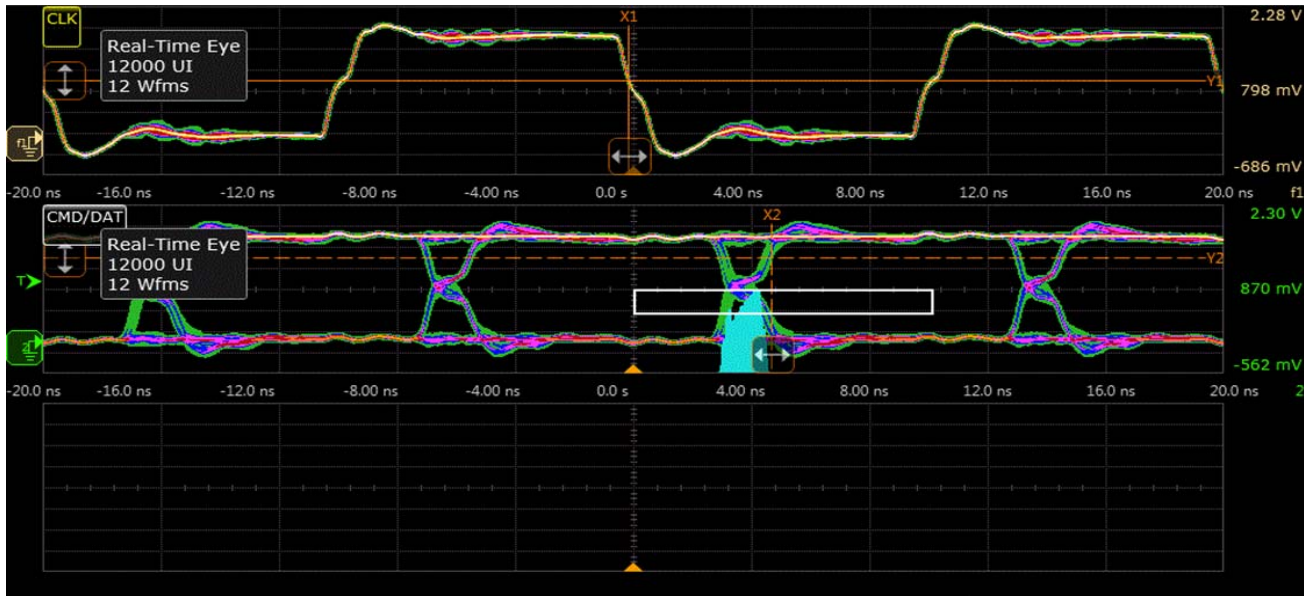 CLK
Real-Time Eye
12000 UI
12 Wfms
X1
2.28 V
Y1
798 mV
f1
-686 mV
-20.0 ns -16.0 ns -12.0 ns -8.00 ns -4.00 ns 0.0 s 4.00 ns 8.00 ns 12.0 ns 16.0 ns 20.0 ns f1
CMD/DAT
Real-Time Eye
12000 UI
12 Wfms
X2
2.30 V
Y2
T
870 mV
2
-562 mV
-20.0 ns -16.0 ns -12.0 ns -8.00 ns -4.00 ns 0.0 s 4.00 ns 8.00 ns 12.0 ns 16.0 ns 20.0 ns 2